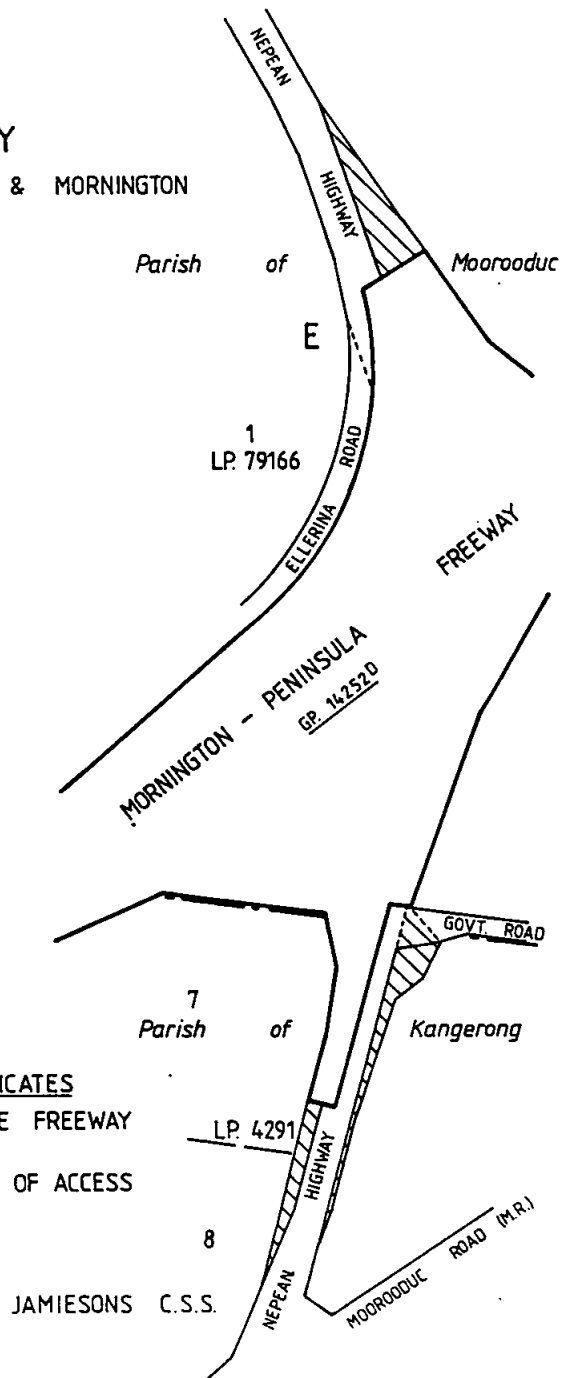 NEPEAN
Y
& MORNINGTON
HIGHWAY
Parish of Moorooduc
E
1
LP. 79166
ELLERINA ROAD
FREEWAY
MORNINGTON - PENINSULA
GP. 14252D
GOVT. ROAD
7
Parish of Kangerong
ICATES
E FREEWAY
LP. 4291
HIGHWAY
OF ACCESS
8
NEPEAN
MOOROODUC ROAD (M.R.)
JAMIESONS C.S.S.